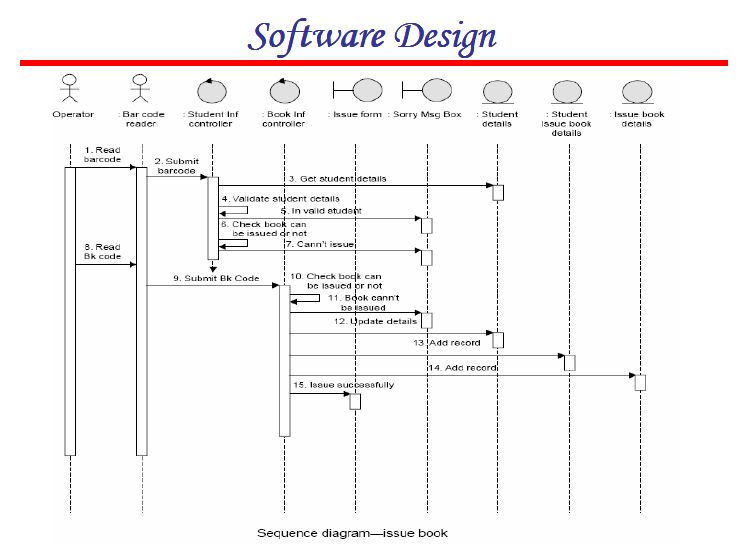 Software Design
Operator
: Bar code
reader
: Student Inf
controller
: Book Inf
controller
: Issue form
: Sorry Msg Box
: Student
details
: Student
issue book
details
: Issue book
details
1. Read
barcode
2. Submit
barcode
3. Get student details
4. Validate student details
5. In valid student
6. Check book can
be issued or not
7. Cann't issue
8. Read
Bk code
9. Submit Bk Code
10. Check book can
be issued or not
11. Book cann't
be issued
12. Update details
13. Add record
14. Add record
15. Issue successfully
Sequence diagram—issue book